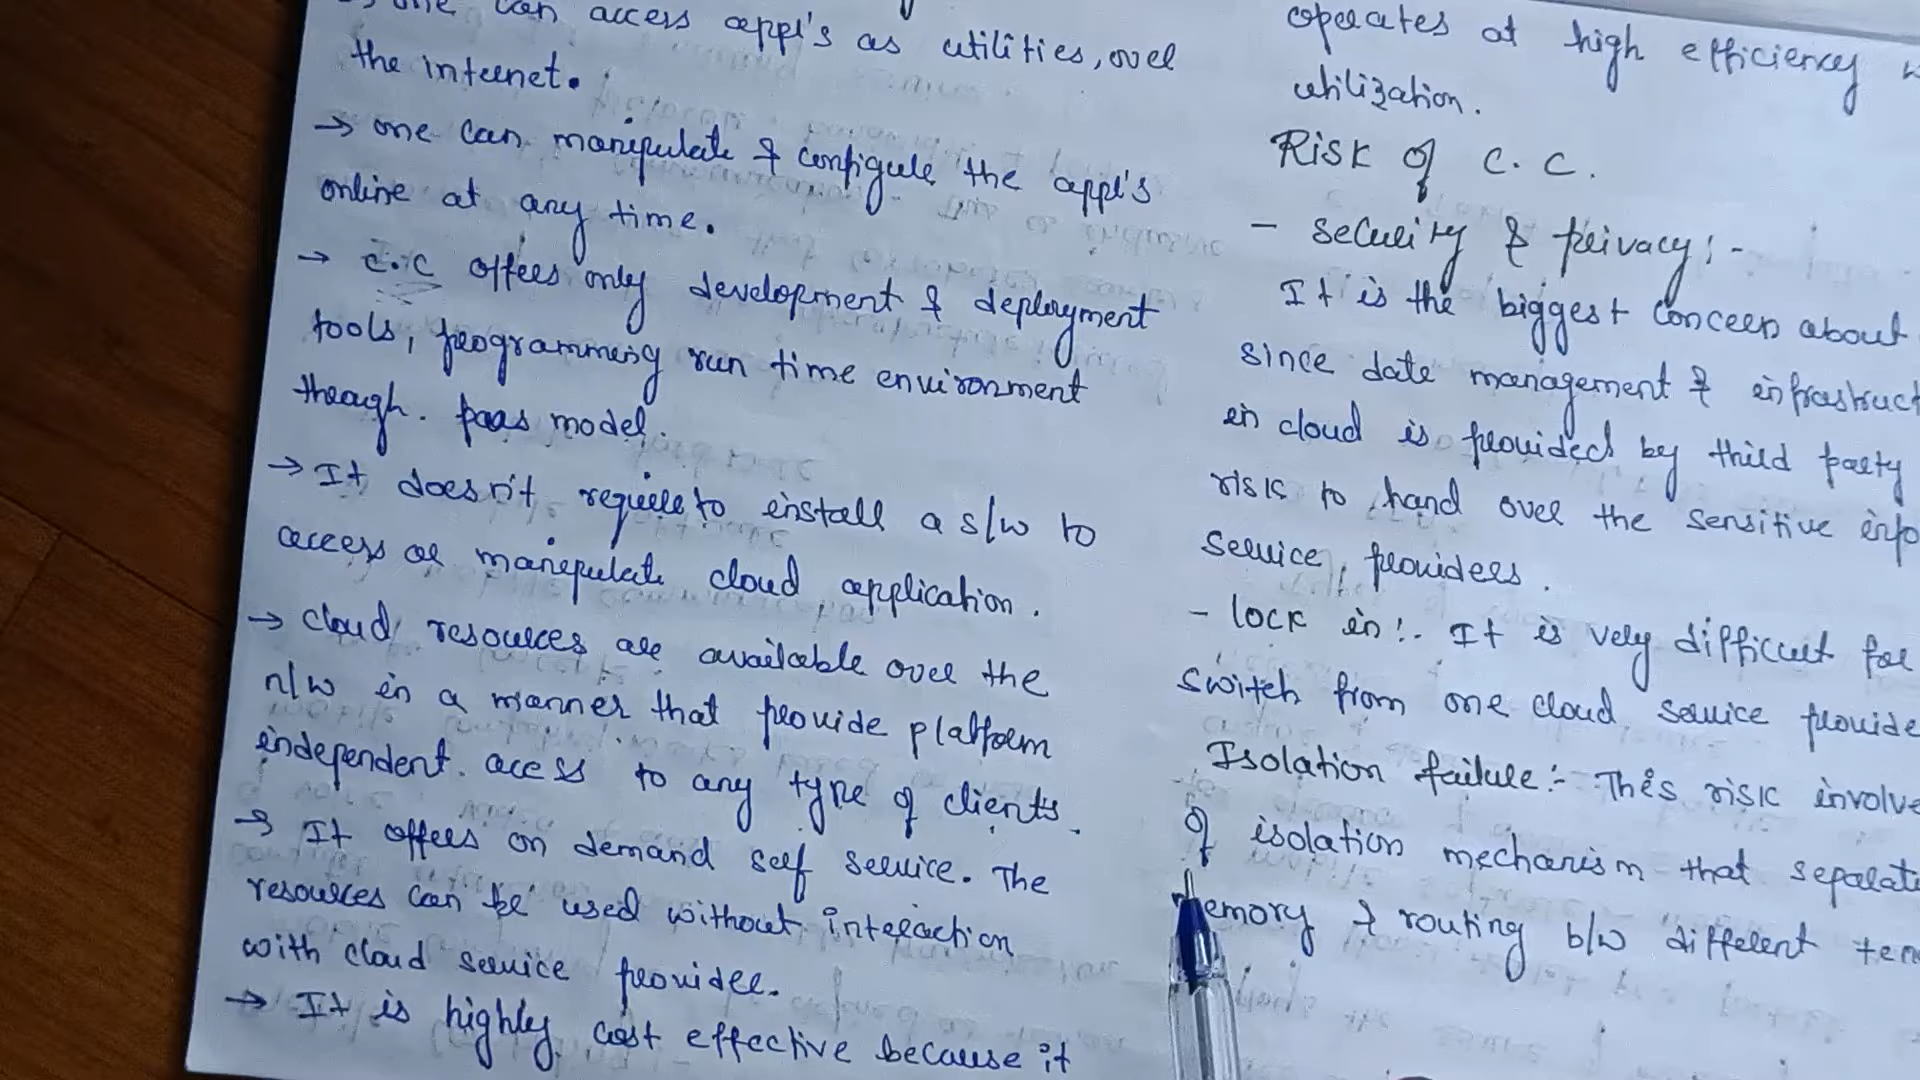 one can access appl's as utilities, over
the internet.
→ one can manipulate & configure the appl's
online at any time.
→ c.c offers only development & deployment
tools, programming run time environment
through. paas model.
→ It doesn't require to install a s/w to
access or manipulate cloud application.
→ cloud resources are available over the
n/w in a manner that provide platform
independent acess to any type of clients.
→ It offers on demand self service. The
resources can be used without interaction
with cloud service provider.
→ It is highly cost effective because it
operates at high efficiency
utilization.
Risk of C.C.
- security & privacy:-
It is the biggest concern about
since date management & infrastruct
in cloud is provided by third party
risk to hand over the sensitive info
service providers.
- lock in:- It is very difficult for
switch from one cloud service provide
Isolation failure:- This risk involve
of isolation mechanism that separate
memory & routing b/w different ten